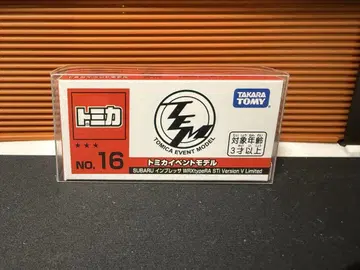 トミカ
★★★
NO. 16
TEM
TOMICA EVENT MODEL
トミカイベントモデル
SUBARU インプレッサ WRXtypeRA STi Version V Limited
TAKARA
TOMY
対象年齢
3才以上